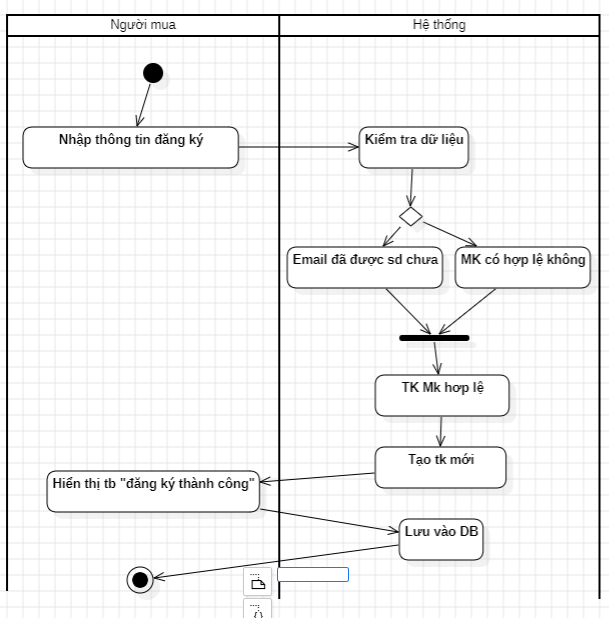 Người mua
Hệ thống
Nhập thông tin đăng ký
Kiểm tra dữ liệu
Email đã được sd chưa
MK có hợp lệ không
TK Mk hơp lệ
Tạo tk mới
Hiển thị tb "đăng ký thành công"
Lưu vào DB